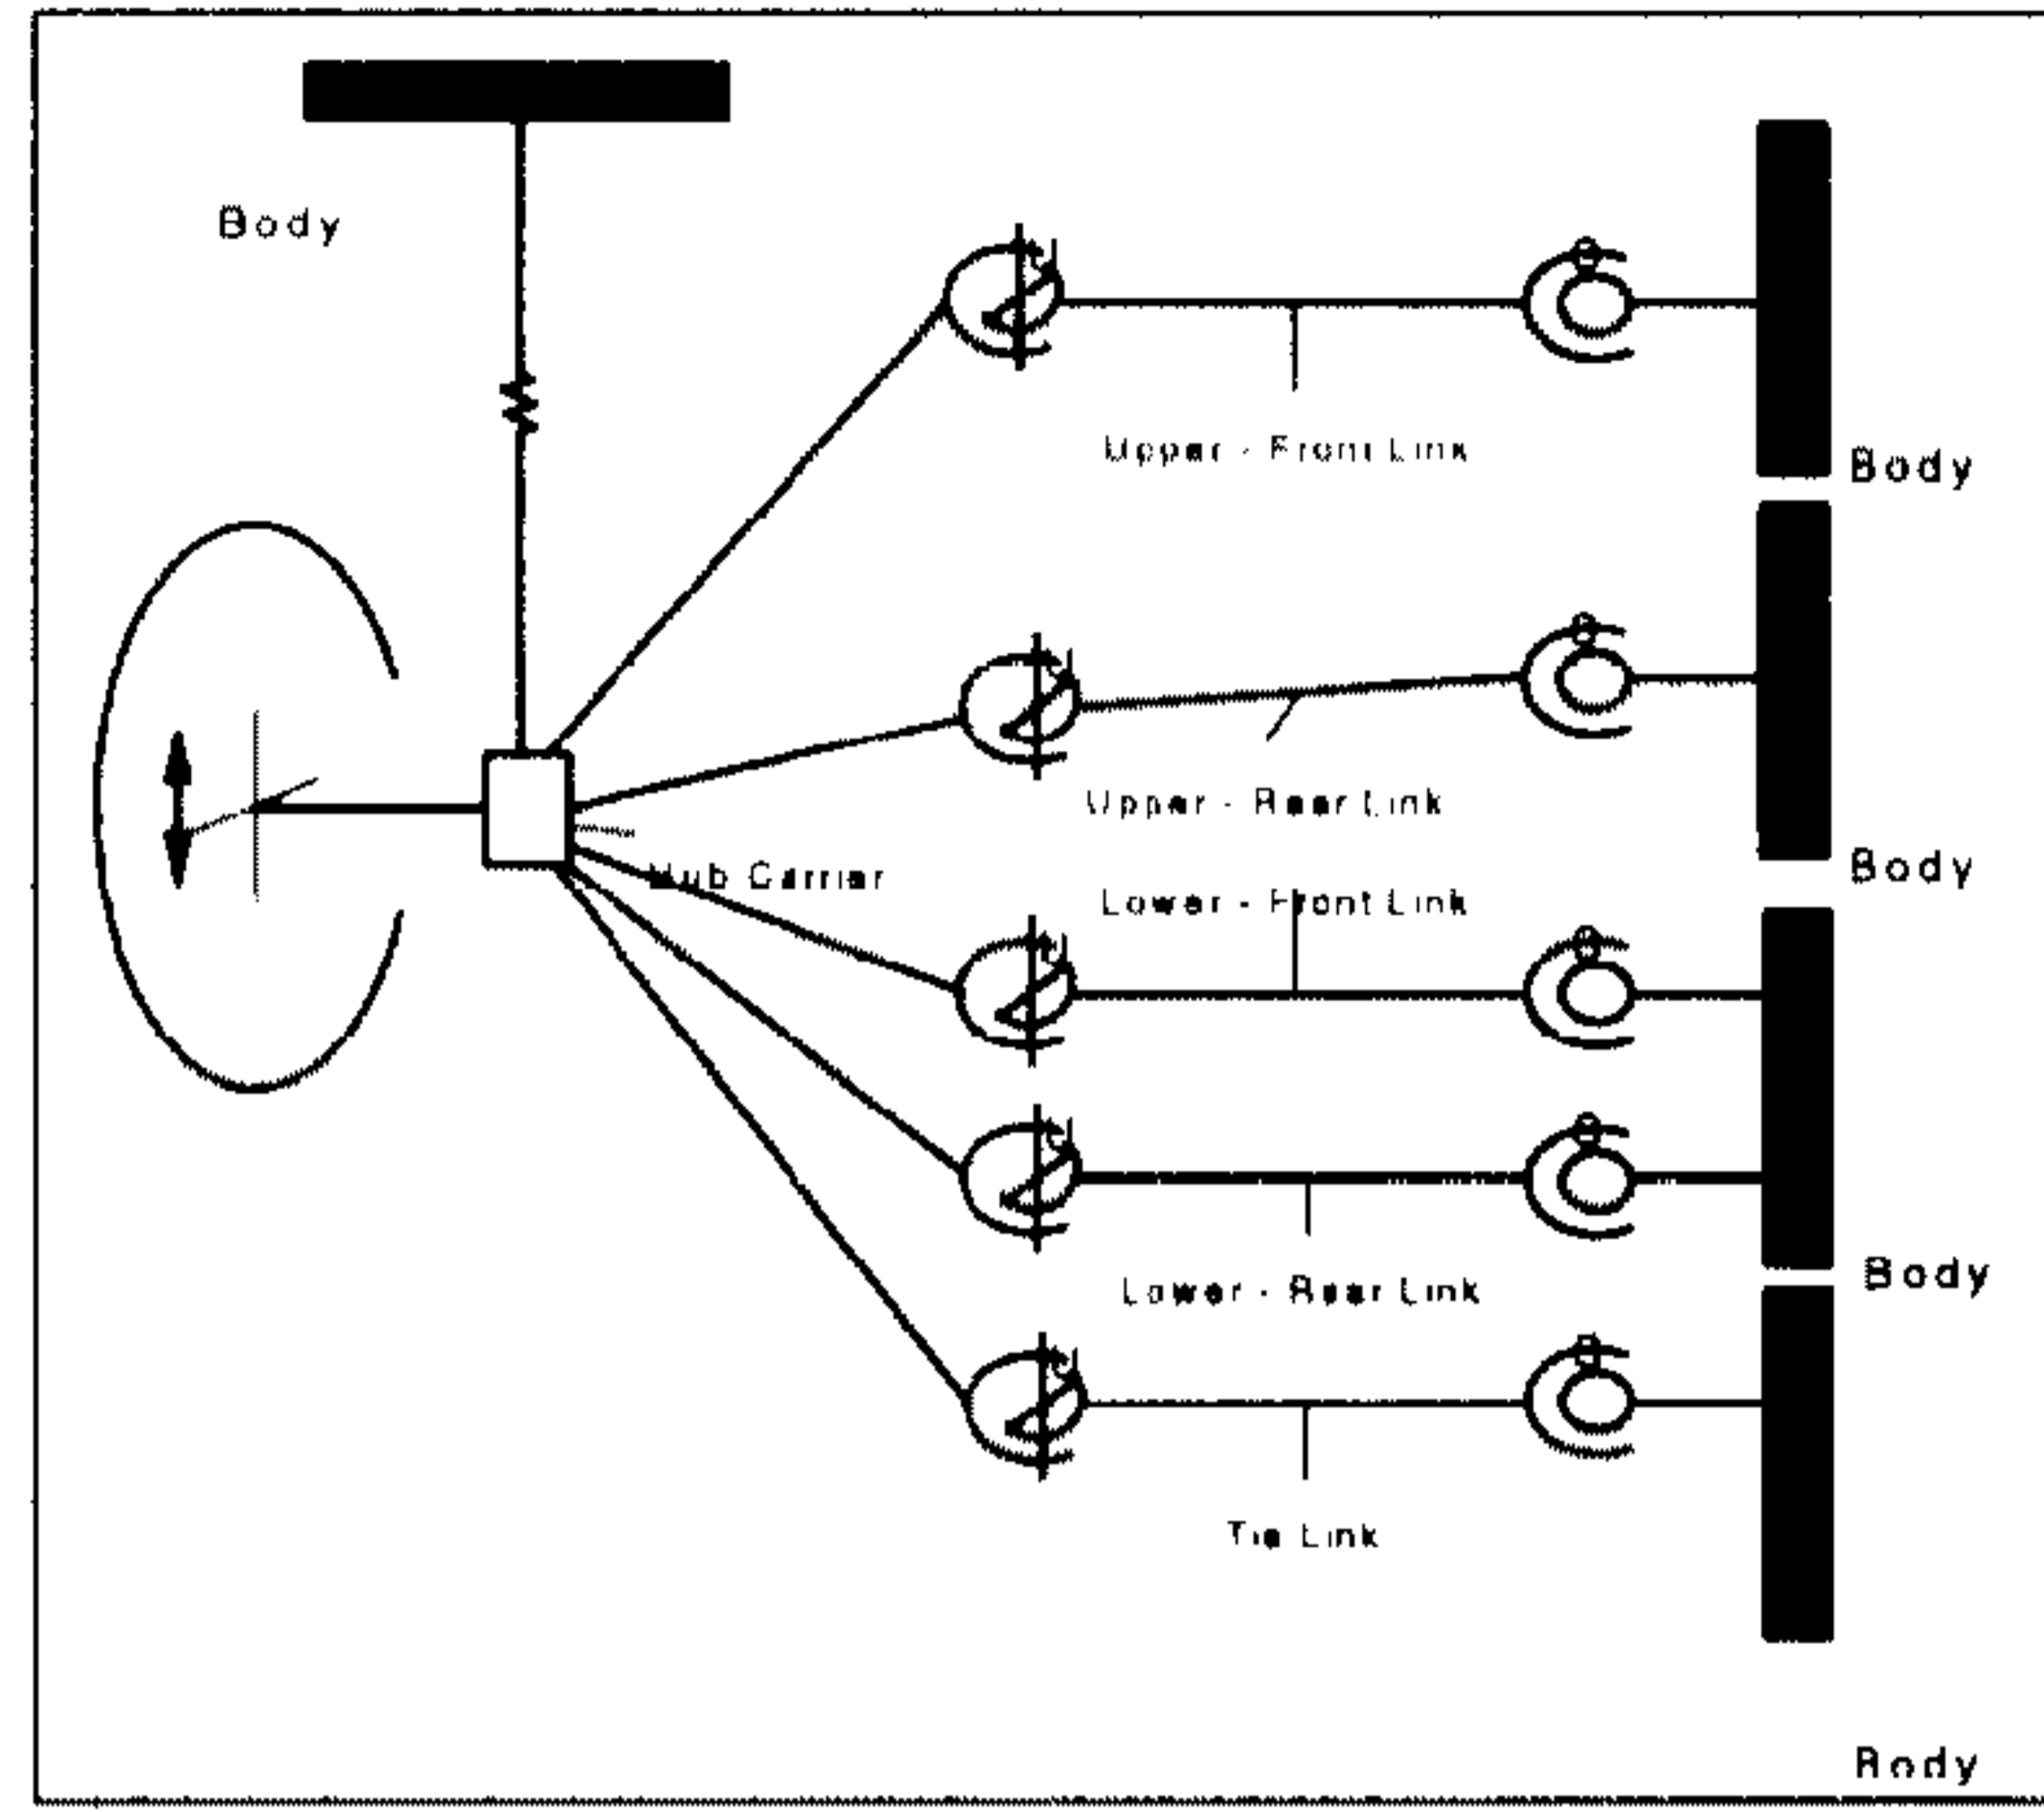 Body
Upper - Front Link
Body
Upper - Rear Link
Body
Hub Carrier
Lower - Front Link
Body
Lower - Rear Link
Tie Link
Body